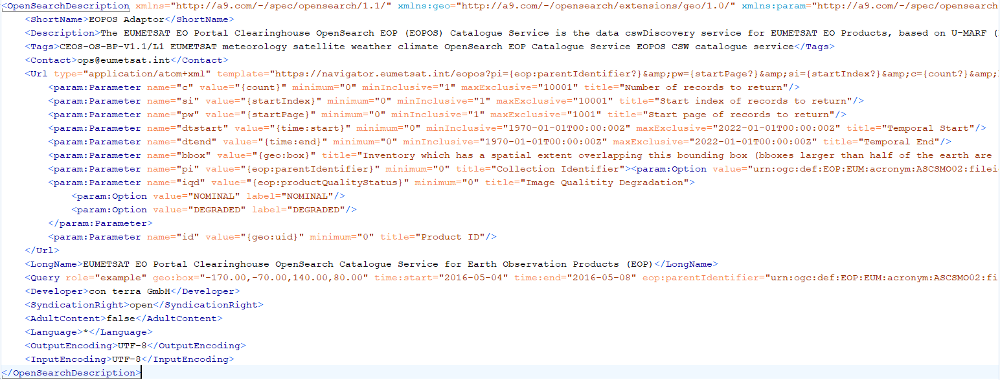 <OpenSearchDescription xmlns="http://a9.com/-/spec/opensearch/1.1/" xmlns:geo="http://a9.com/-/opensearch/extensions/geo/1.0/" xmlns:param="http://a9.com/-/spec/opensearch
<ShortName>EOPOS Adaptor</ShortName>
<Description>The EUMETSAT EO Portal Clearinghouse OpenSearch EOP (EOPOS) Catalogue Service is the data cswDiscovery service for EUMETSAT EO Products, based on U-MARF (
<Tags>CEOS-OS-BP-V1.1/L1 EUMETSAT meteorology satellite weather climate OpenSearch EOP Catalogue Service EOPOS CSW catalogue service</Tags>
<Contact>ops@eumetsat.int</Contact>
<Url type="application/atom+xml" template="https://navigator.eumetsat.int/eopos?pi={eop:parentIdentifier?}&amp;pw={startPage?}&amp;si={startIndex?}&amp;c={count?}&amp;
<param:Parameter name="c" value="{count}" minimum="0" minInclusive="1" maxExclusive="10001" title="Number of records to return"/>
<param:Parameter name="si" value="{startIndex}" minimum="0" minInclusive="1" maxExclusive="10001" title="Start index of records to return"/>
<param:Parameter name="pw" value="{startPage}" minimum="0" minInclusive="1" maxExclusive="1001" title="Start page of records to return"/>
<param:Parameter name="dtstart" value="{time:start}" minimum="0" minInclusive="1970-01-01T00:00:00Z" maxExclusive="2022-01-01T00:00:00Z" title="Temporal Start"/>
<param:Parameter name="dtend" value="{time:end}" minimum="0" minInclusive="1970-01-01T00:00:00Z" maxExclusive="2022-01-01T00:00:00Z" title="Temporal End"/>
<param:Parameter name="bbox" value="{geo:box}" title="Inventory which has a spatial extent overlapping this bounding box (bboxes larger than half of the earth are
<param:Parameter name="pi" value="{eop:parentIdentifier}" minimum="0" title="Collection Identifier"><param:Option value="urn:ogc:def:EOP:EUM:acronym:ASCSMO02:filei
<param:Parameter name="iqd" value="{eop:productQualityStatus}" minimum="0" title="Image Qualitity Degradation">
<param:Option value="NOMINAL" label="NOMINAL"/>
<param:Option value="DEGRADED" label="DEGRADED"/>
</param:Parameter>
<param:Parameter name="id" value="{geo:uid}" minimum="0" title="Product ID"/>
</Url>
<LongName>EUMETSAT EO Portal Clearinghouse OpenSearch Catalogue Service for Earth Observation Products (EOP)</LongName>
<Query role="example" geo:box="-170.00,-70.00,140.00,80.00" time:start="2016-05-04" time:end="2016-05-08" eop:parentIdentifier="urn:ogc:def:EOP:EUM:acronym:ASCSMO02:fi
<Developer>con terra GmbH</Developer>
<SyndicationRight>open</SyndicationRight>
<AdultContent>false</AdultContent>
<Language>*</Language>
<OutputEncoding>UTF-8</OutputEncoding>
<InputEncoding>UTF-8</InputEncoding>
</OpenSearchDescription>